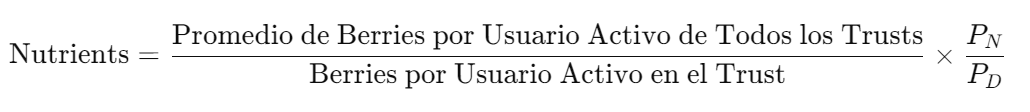 Nutrients = Promedio de Berries por Usuario Activo de Todos los Trusts / Berries por Usuario Activo en el Trust × P_N / P_D